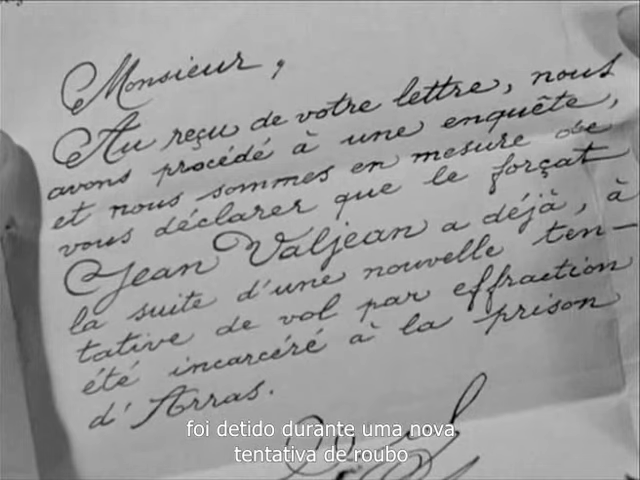 Monsieur,
Au reçu de votre lettre, nous
avons procédé à une enquête,
et nous sommes en mesure de
vous déclarer que le forçat
Jean Valjean a déjà, à
la suite d'une nouvelle ten-
tative de vol par effraction
été incarcéré à la prison
d'Arras.
foi detido durante uma nova
tentativa de roubo